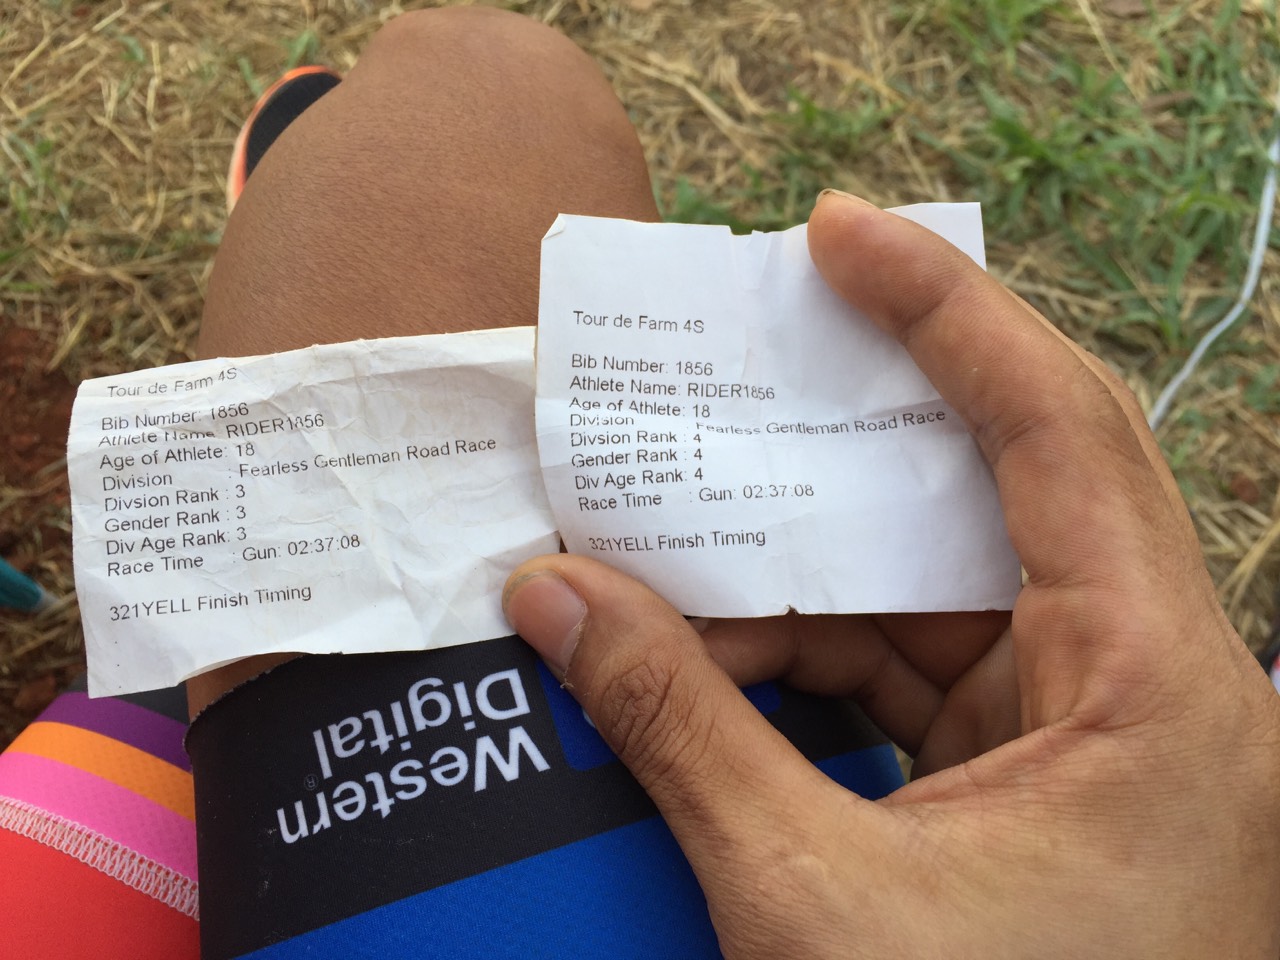 Tour de Farm 4S
Bib Number: 1856
Athlete Name RIDER1856
Age of Athlete: 18
Division : Fearless Gentleman Road Race
Divsion Rank : 3
Gender Rank : 3
Div Age Rank: 3
Race Time : Gun: 02:37:08
321YELL Finish Timing
Tour de Farm 4S
Bib Number: 1856
Athlete Name: RIDER1856
Age of Athlete: 18
Division : Fearless Gentleman Road Race
Divsion Rank : 4
Gender Rank : 4
Div Age Rank: 4
Race Time : Gun: 02:37:08
321YELL Finish Timing
Western
Digital
®